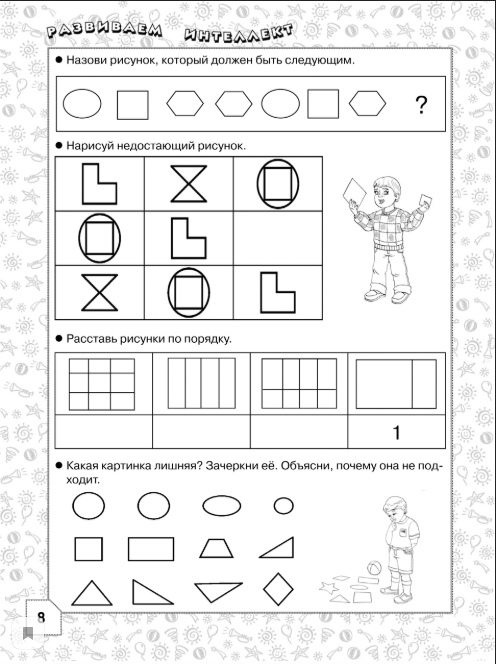 РАЗВИВАЕМ ИНТЕЛЛЕКТ
● Назови рисунок, который должен быть следующим.
?
● Нарисуй недостающий рисунок.
● Расставь рисунки по порядку.
1
● Какая картинка лишняя? Зачеркни её. Объясни, почему она не под-
ходит.
8